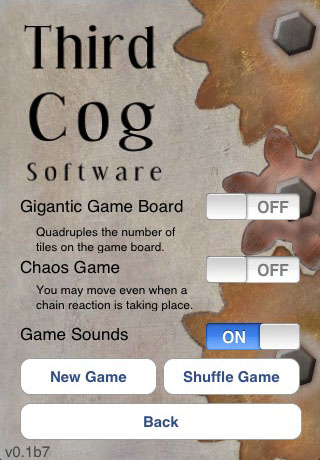 Third
Cog
Software
Gigantic Game Board OFF
Quadruples the number of
tiles on the game board.
Chaos Game OFF
You may move even when a
chain reaction is taking place.
Game Sounds ON
New Game Shuffle Game
Back
v0.1b7